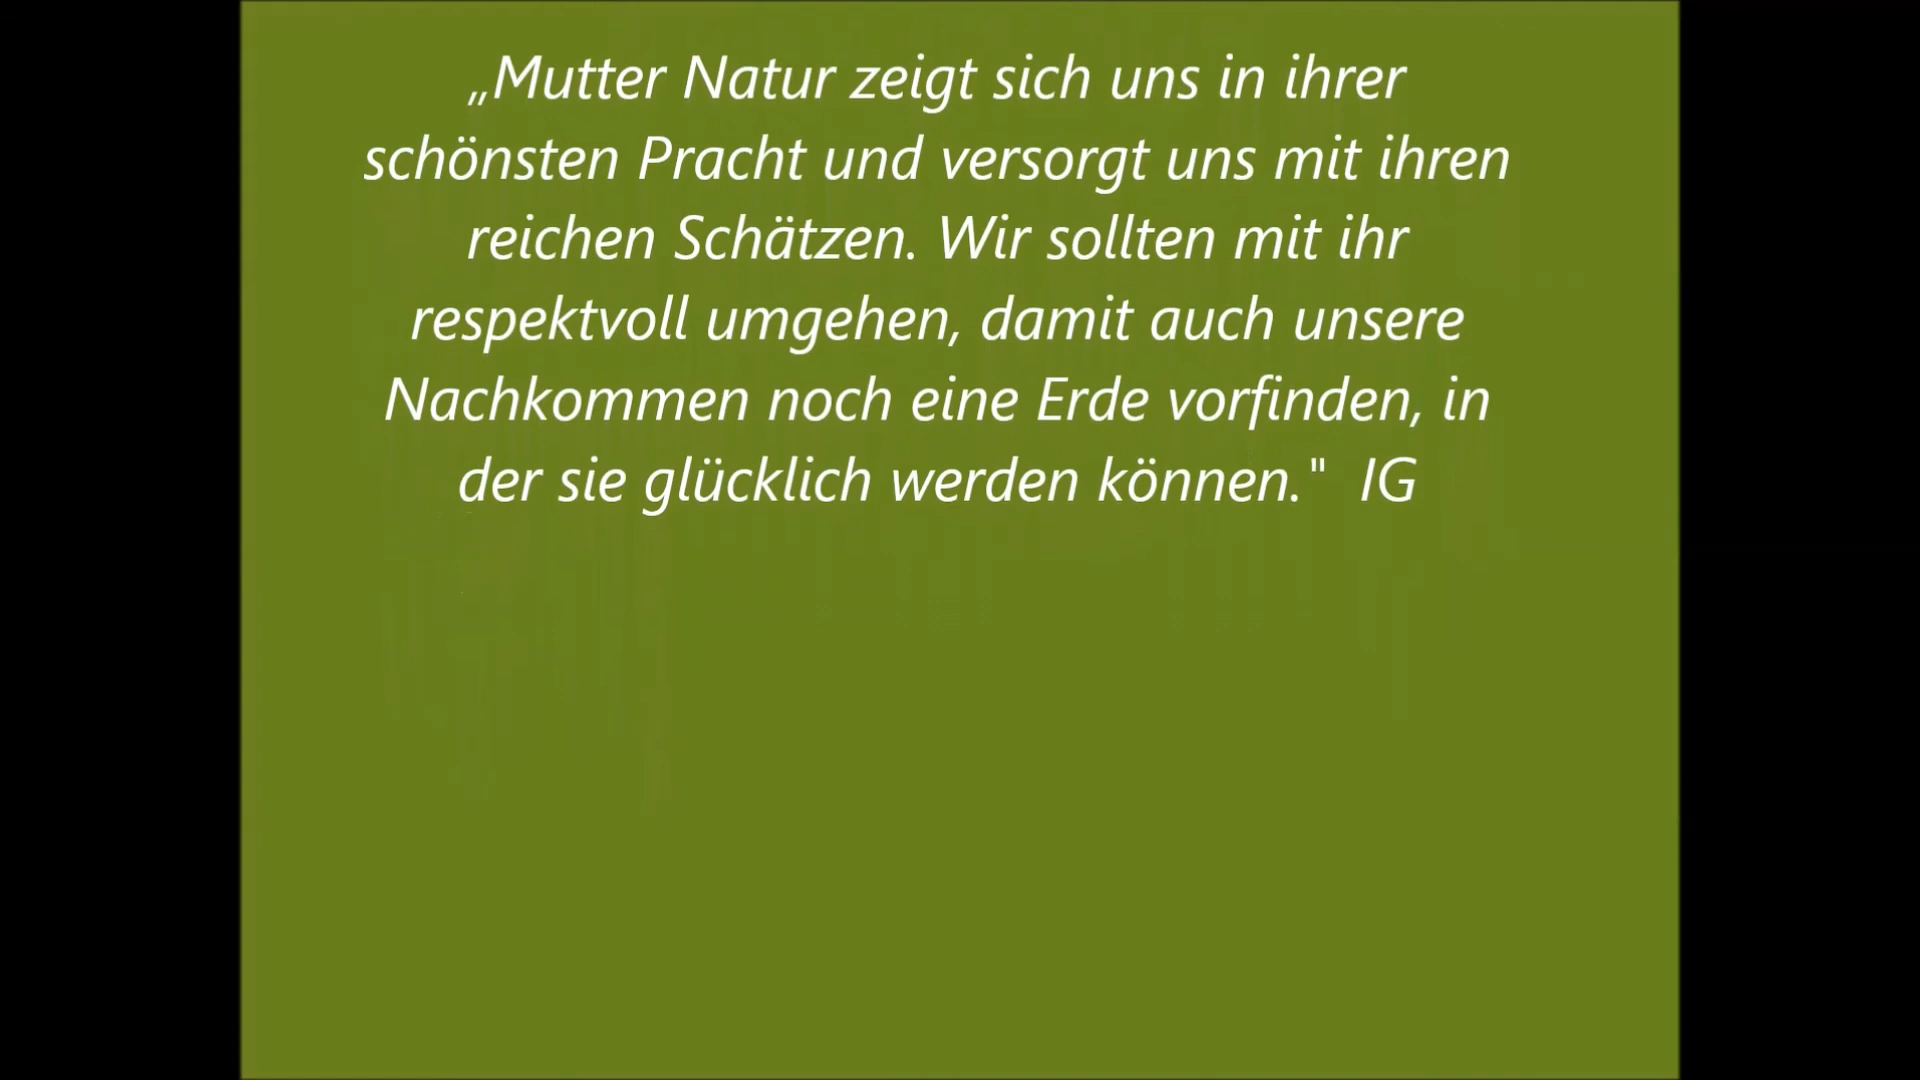 „Mutter Natur zeigt sich uns in ihrer
schönsten Pracht und versorgt uns mit ihren
reichen Schätzen. Wir sollten mit ihr
respektvoll umgehen, damit auch unsere
Nachkommen noch eine Erde vorfinden, in
der sie glücklich werden können."  IG